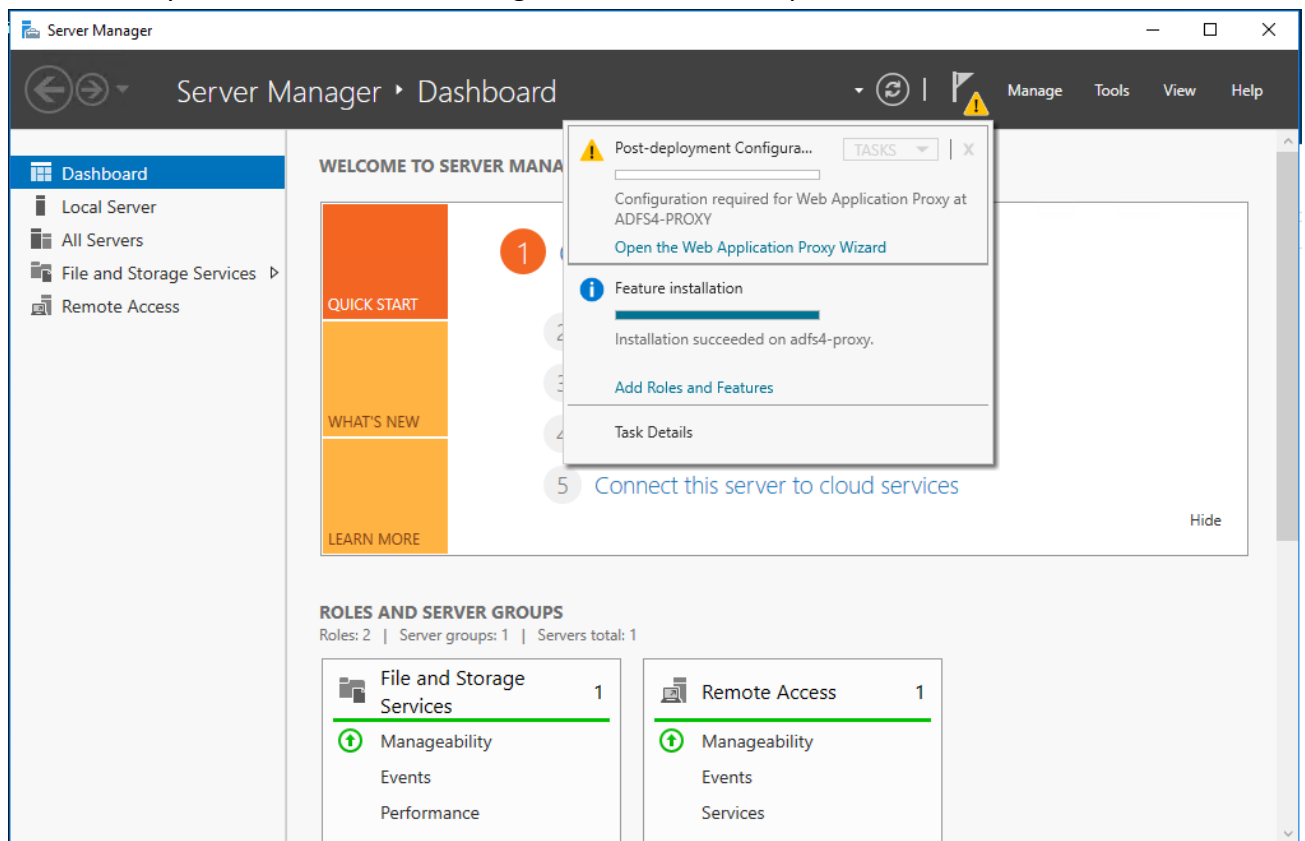 Server Manager
Server Manager • Dashboard
Manage Tools View Help
Dashboard
Local Server
All Servers
File and Storage Services
Remote Access
WELCOME TO SERVER MANA
QUICK START
WHAT'S NEW
LEARN MORE
1
Post-deployment Configura...
TASKS
X
Configuration required for Web Application Proxy at
ADFS4-PROXY
Open the Web Application Proxy Wizard
Feature installation
Installation succeeded on adfs4-proxy.
Add Roles and Features
Task Details
5 Connect this server to cloud services
Hide
ROLES AND SERVER GROUPS
Roles: 2 | Server groups: 1 | Servers total: 1
File and Storage
Services
1
Manageability
Events
Performance
Remote Access 1
Manageability
Events
Services